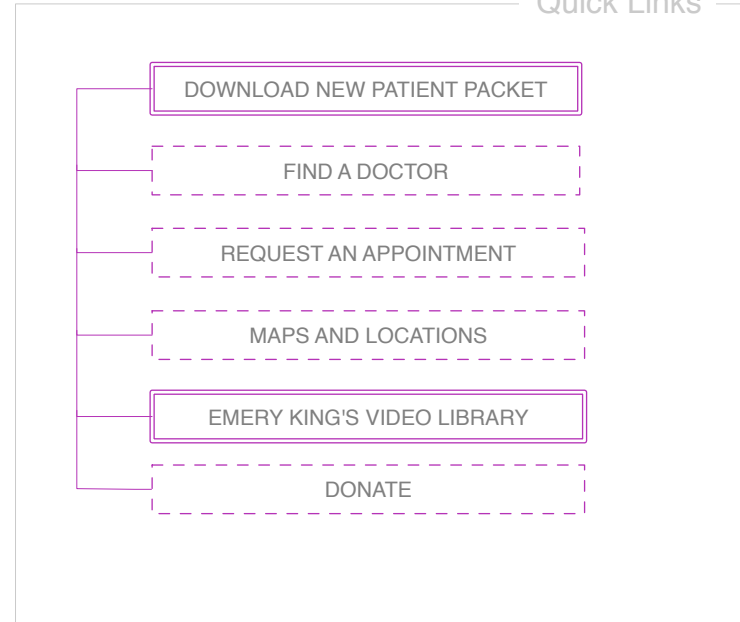 Quick Links
DOWNLOAD NEW PATIENT PACKET
FIND A DOCTOR
REQUEST AN APPOINTMENT
MAPS AND LOCATIONS
EMERY KING'S VIDEO LIBRARY
DONATE